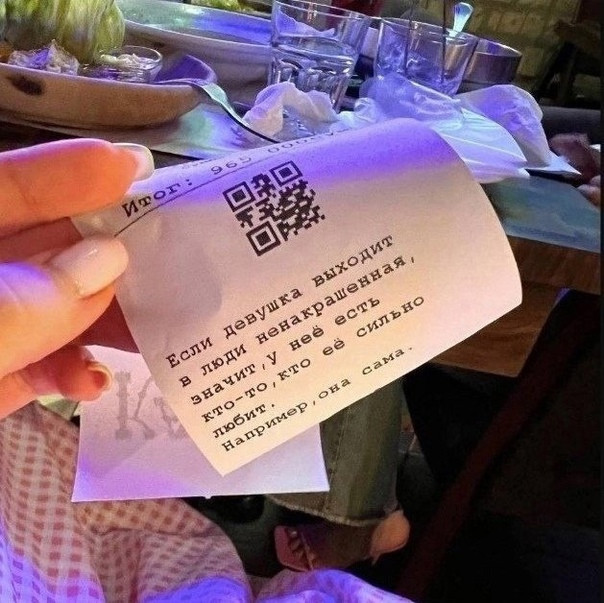 Итог: 965 000
Если девушка выходит
в люди ненакрашенная,
значит, у неё есть
кто-то, кто её сильно
любит.
Например, она сама.